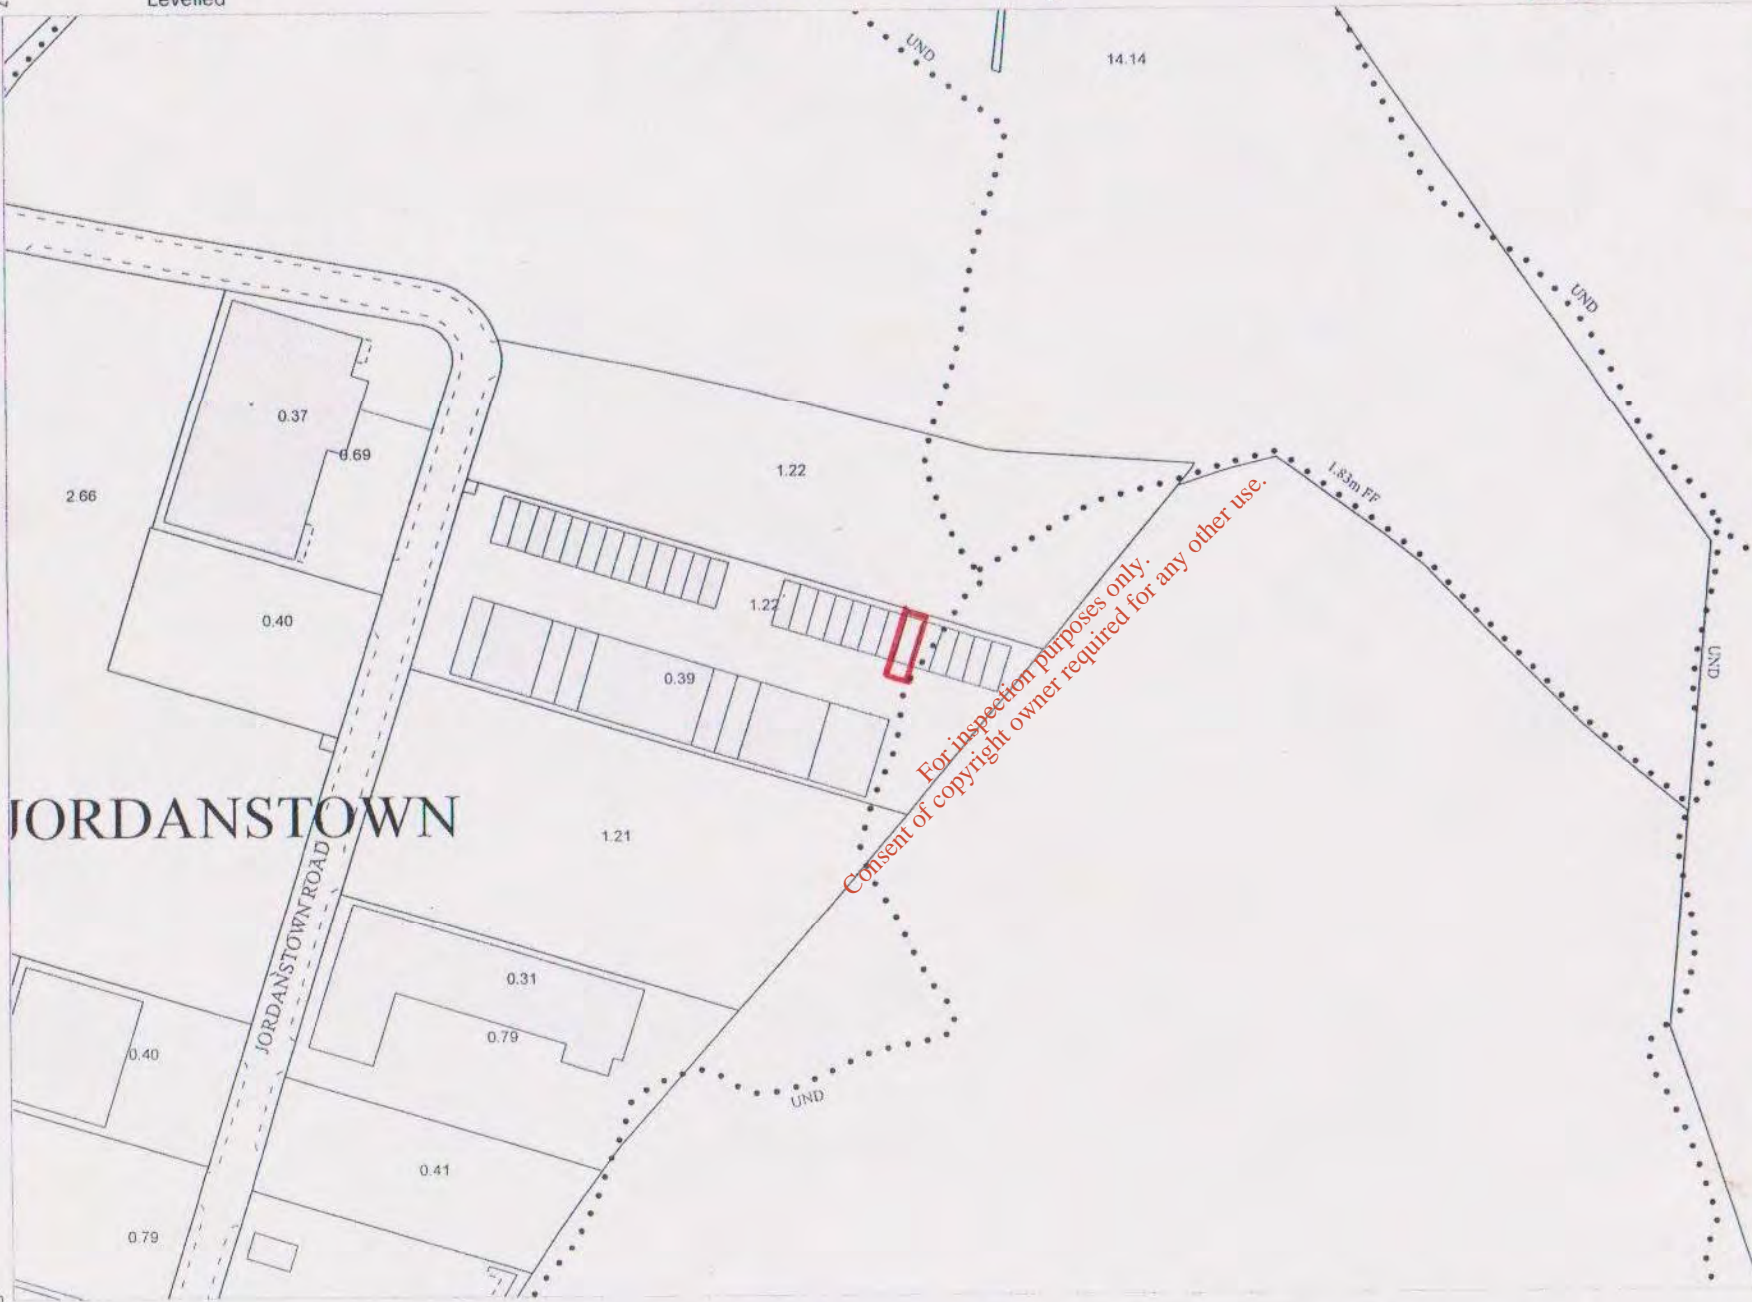 Levelled
UND
14.14
UND
0.37
0.69
2.66
1.22
1.83m FF
1.22
0.40
0.39
UND
For inspection purposes only.
Consent of copyright owner required for any other use.
JORDANSTOWN
1.21
JORDANSTOWN ROAD
0.31
0.79
0.40
UND
0.41
0.79